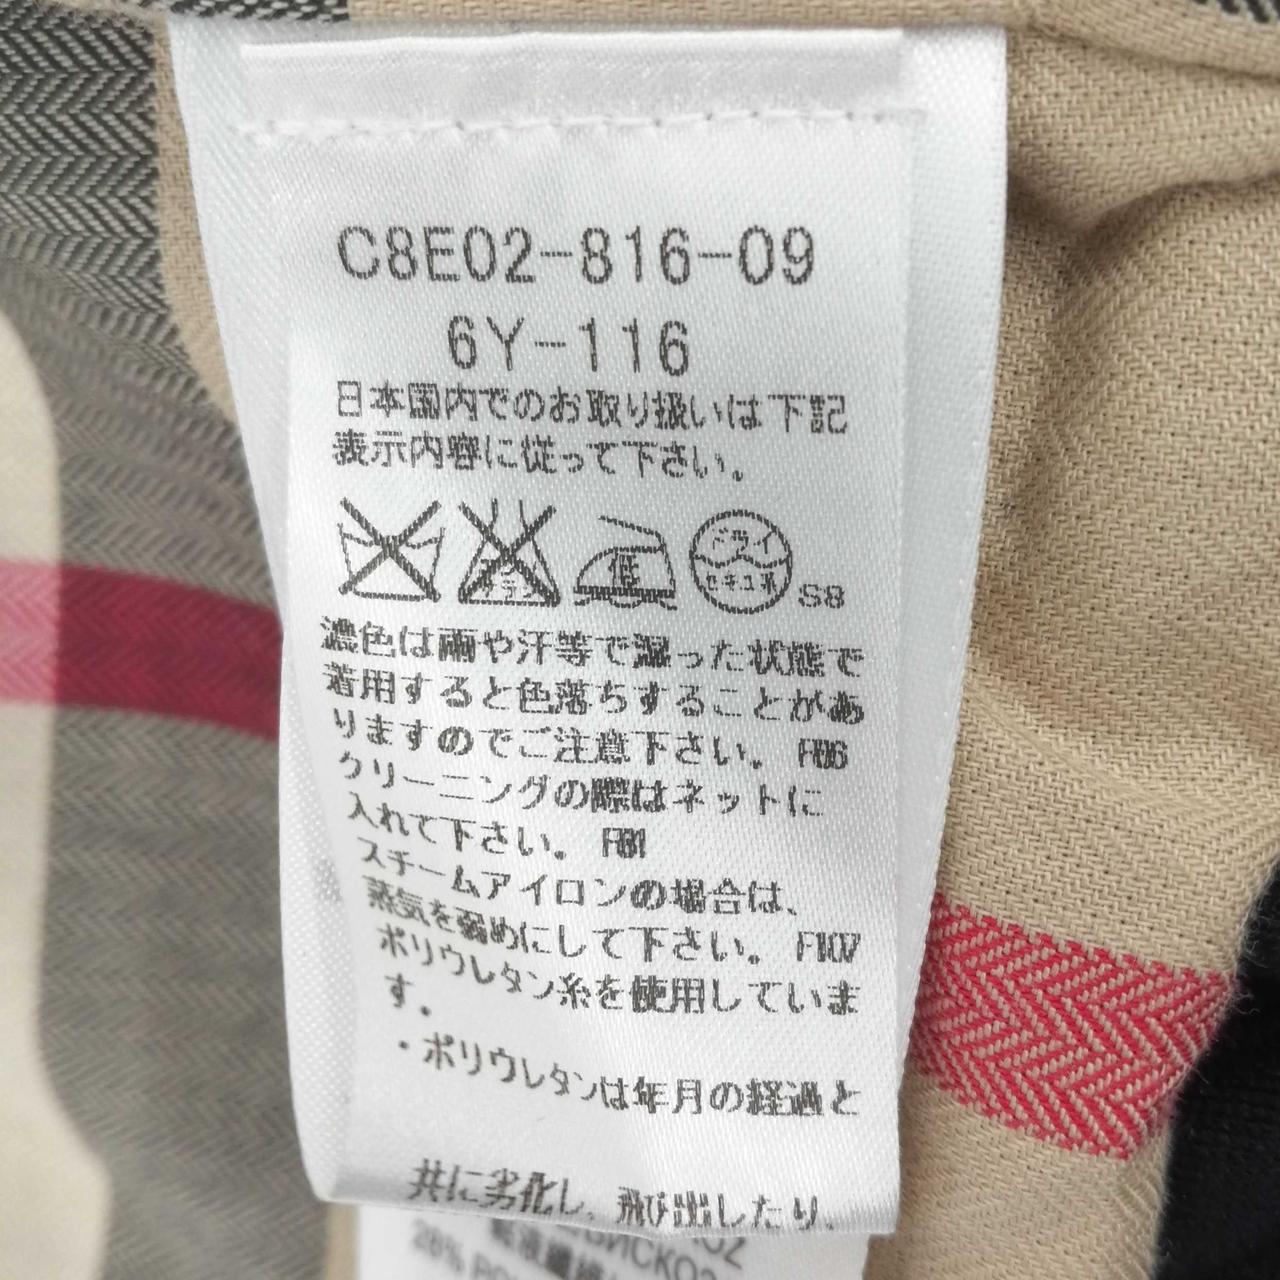 C8E02-816-09
6Y-116
日本国内でのお取り扱いは下記
表示内容に従って下さい。
低
ドライ
セキユ系
S8
濃色は雨や汗等で湿った状態で
着用すると色落ちすることがあ
りますのでご注意下さい。 F06
クリーニングの際はネットに
入れて下さい。 F31
スチームアイロンの場合は、
蒸気を弱めにして下さい。 F107
ポリウレタン糸を使用していま
す.
・ポリウレタンは年月の経過と
共に劣化し、飛び出したり、